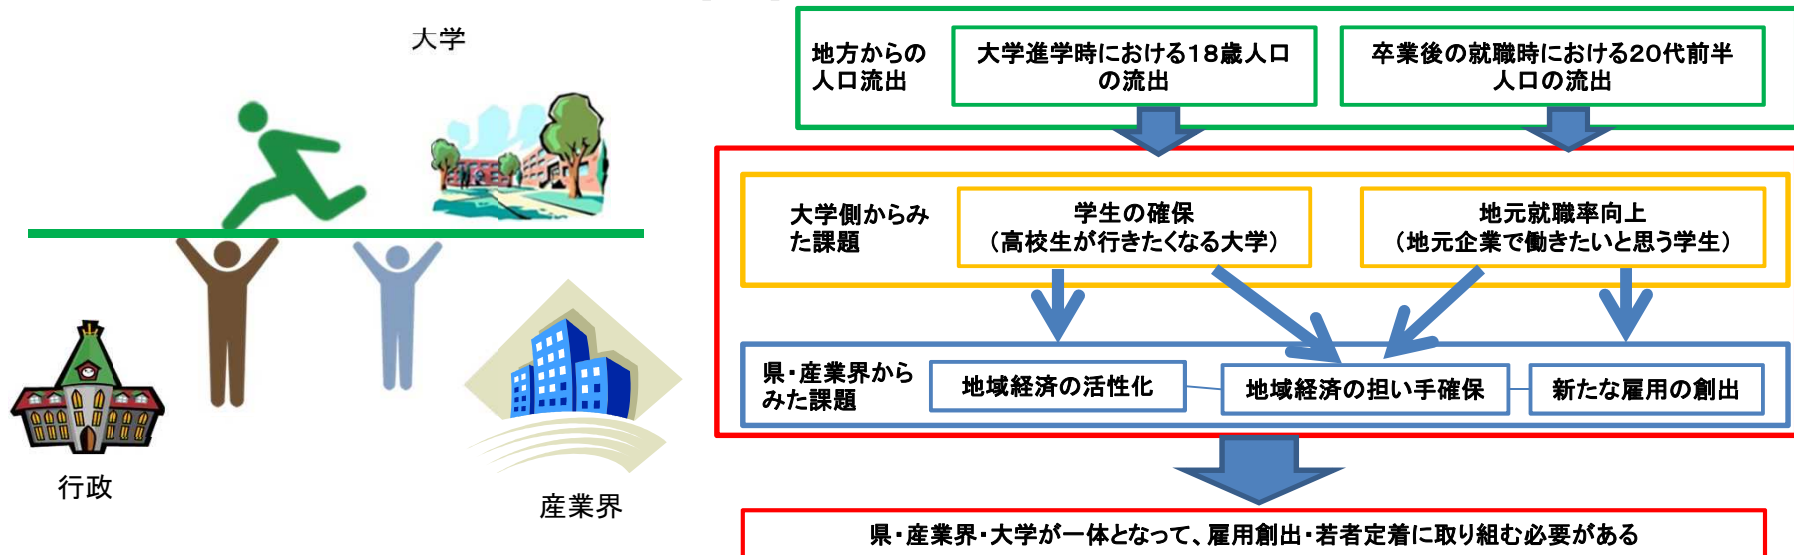 大学
行政
産業界
地方からの
人口流出
大学進学時における18歳人口
の流出
卒業後の就職時における20代前半
人口の流出
大学側からみ
た課題
学生の確保
（高校生が行きたくなる大学）
地元就職率向上
（地元企業で働きたいと思う学生）
県・産業界から
みた課題
地域経済の活性化
地域経済の担い手確保
新たな雇用の創出
県・産業界・大学が一体となって、雇用創出・若者定着に取り組む必要がある